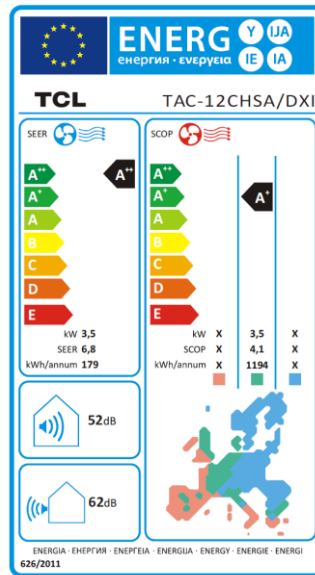 ENERG Y IJA
енергия · ενεργεια IE IA
TCL TAC-12CHSA/DXI
SEER
A++
A+
A
B
C
D
E
A++
kW 3,5
SEER 6,8
kWh/annum 179
SCOP
A++
A+
A
B
C
D
E
A+
kW X 3,5 X
SCOP X 4,1 X
kWh/annum X 1194 X
52dB
62dB
ENERGIA · ЕНЕРГИЯ · ΕΝΕΡΓΕΙΑ · ENERGIJA · ENERGY · ENERGIE · ENERGI
626/2011